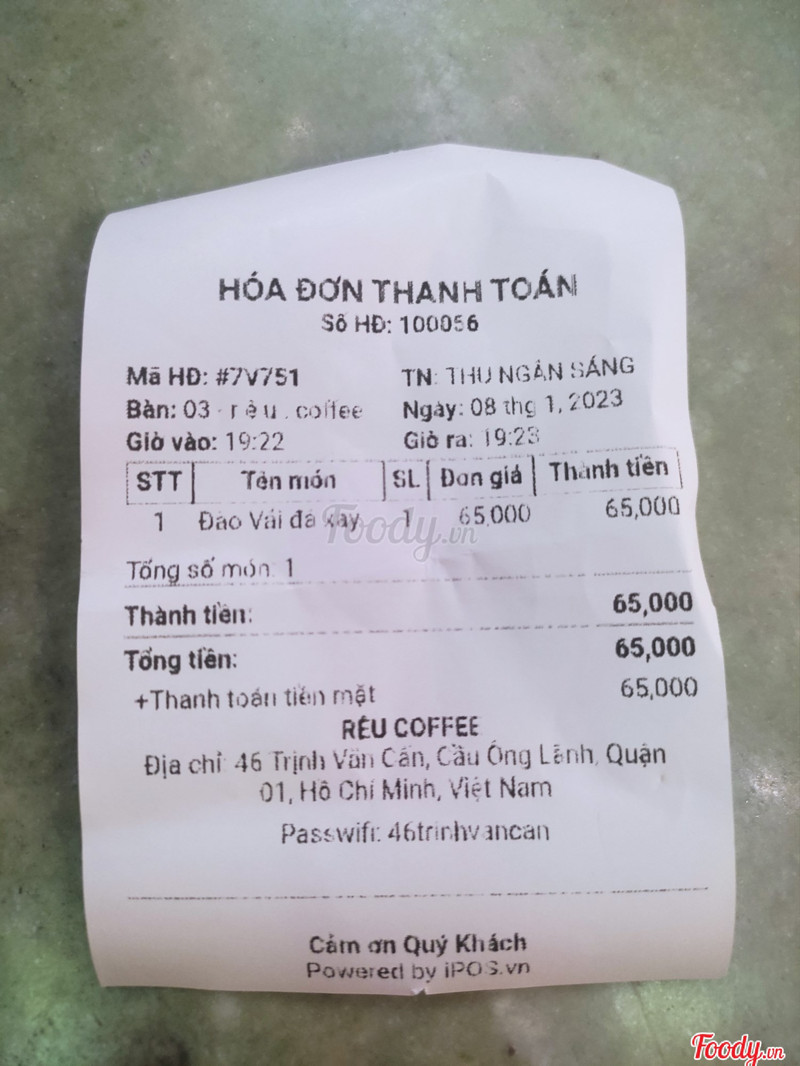 HÓA ĐƠN THANH TOÁN
Số HĐ: 100056
Mã HĐ: #7V751 TN: THU NGÂN SÁNG
Bàn: 03 - rêu . coffee Ngày: 08 thg 1, 2023
Giờ vào: 19:22 Giờ ra: 19:23
STT Tên món SL Đơn giá Thành tiền
1 Đào Vải đá xay 1 65,000 65,000
Foody.vn
Tổng số món: 1
Thành tiền: 65,000
Tổng tiền: 65,000
+Thanh toán tiền mặt 65,000
RÊU COFFEE
Địa chỉ: 46 Trịnh Văn Cấn, Cầu Ông Lãnh, Quận
01, Hồ Chí Minh, Việt Nam
Passwifi: 46trinhvancan
Cảm ơn Quý Khách
Powered by iPOS.vn
Foody.vn